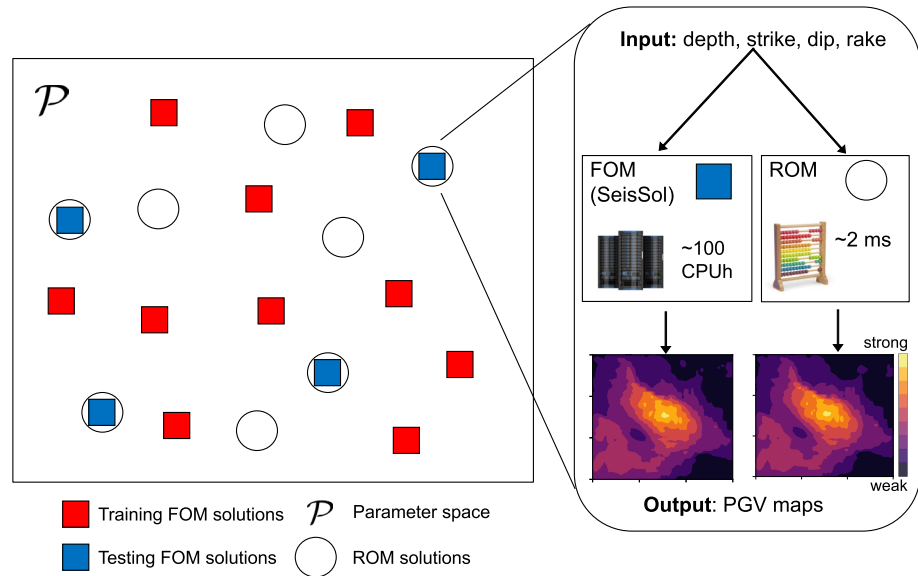 Input: depth, strike, dip, rake
𝒫
FOM
(SeisSol)
~100
CPUh
ROM
~2 ms
strong
weak
Output: PGV maps
Training FOM solutions
𝒫 Parameter space
Testing FOM solutions
ROM solutions